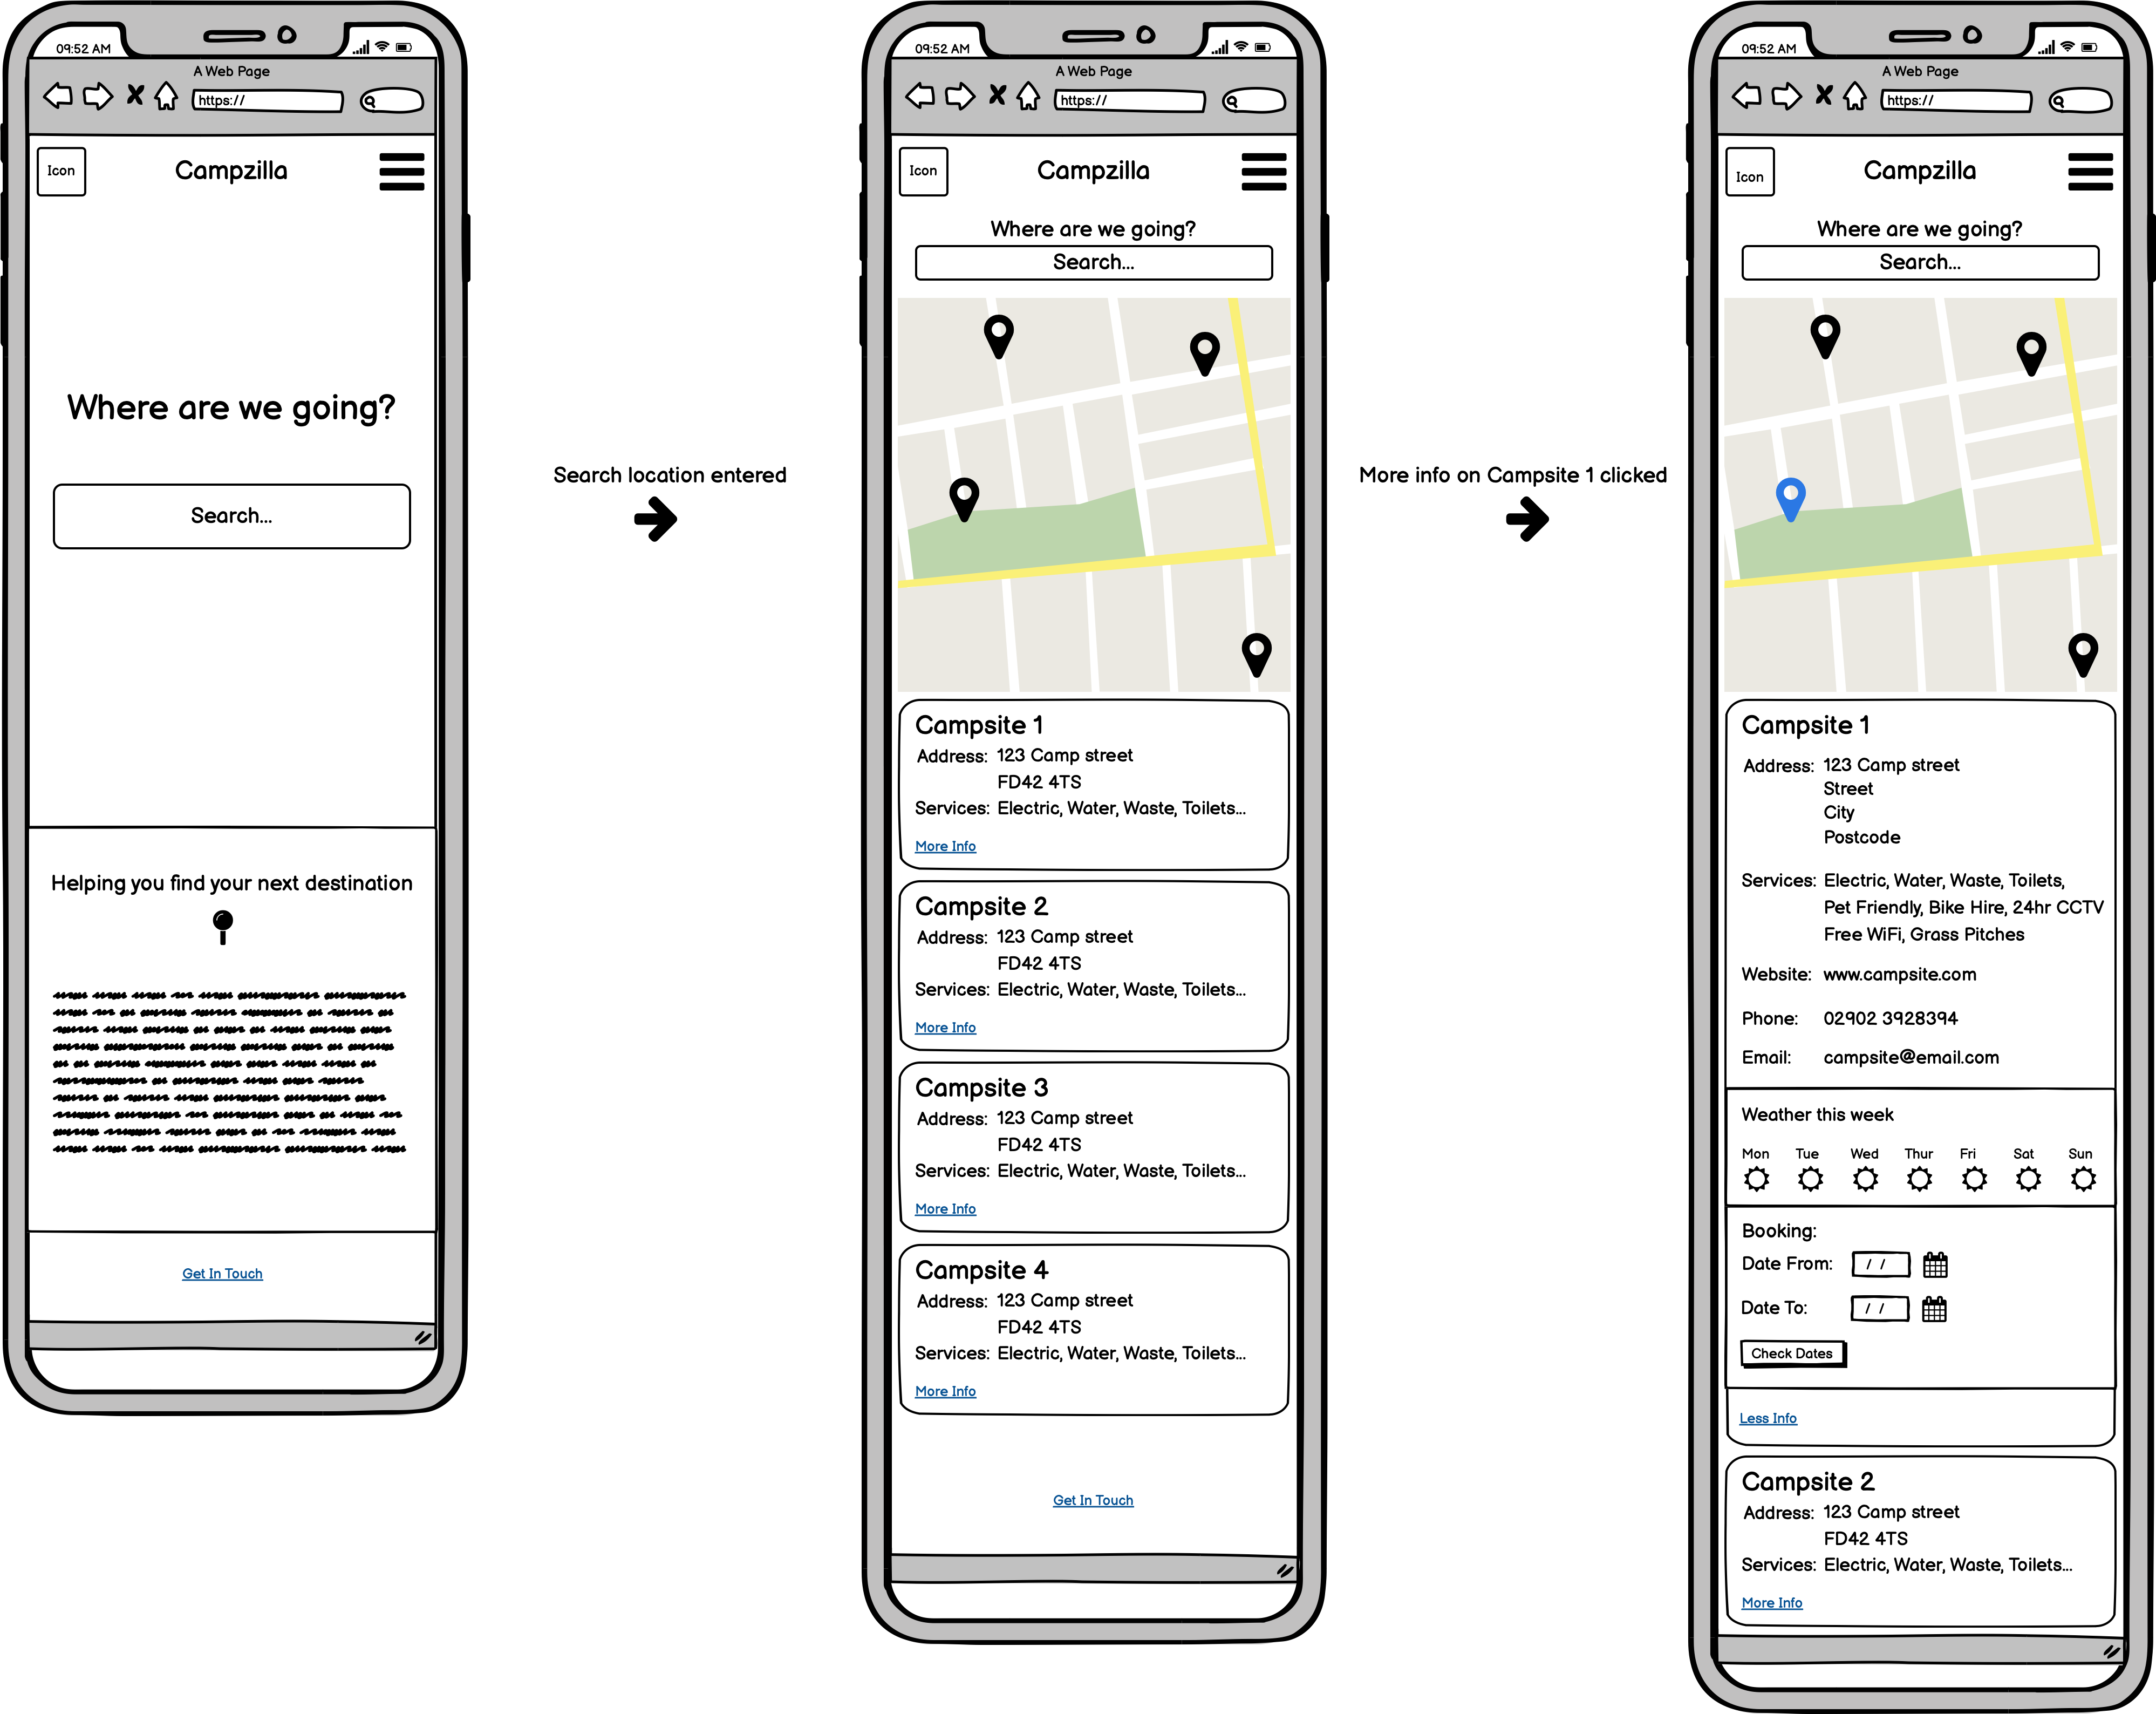 09:52 AM
A Web Page
https://
Icon
Campzilla
Where are we going?
Search...
Helping you find your next destination
Get In Touch
Search location entered
09:52 AM
A Web Page
https://
Icon
Campzilla
Where are we going?
Search...
Campsite 1
Address: 123 Camp street
FD42 4TS
Services: Electric, Water, Waste, Toilets...
More Info
Campsite 2
Address: 123 Camp street
FD42 4TS
Services: Electric, Water, Waste, Toilets...
More Info
Campsite 3
Address: 123 Camp street
FD42 4TS
Services: Electric, Water, Waste, Toilets...
More Info
Campsite 4
Address: 123 Camp street
FD42 4TS
Services: Electric, Water, Waste, Toilets...
More Info
Get In Touch
More info on Campsite 1 clicked
09:52 AM
A Web Page
https://
Icon
Campzilla
Where are we going?
Search...
Campsite 1
Address: 123 Camp street
Street
City
Postcode
Services: Electric, Water, Waste, Toilets,
Pet Friendly, Bike Hire, 24hr CCTV
Free WiFi, Grass Pitches
Website: www.campsite.com
Phone: 02902 3928394
Email: campsite@email.com
Weather this week
Mon Tue Wed Thur Fri Sat Sun
Booking:
Date From: / /
Date To: / /
Check Dates
Less Info
Campsite 2
Address: 123 Camp street
FD42 4TS
Services: Electric, Water, Waste, Toilets...
More Info